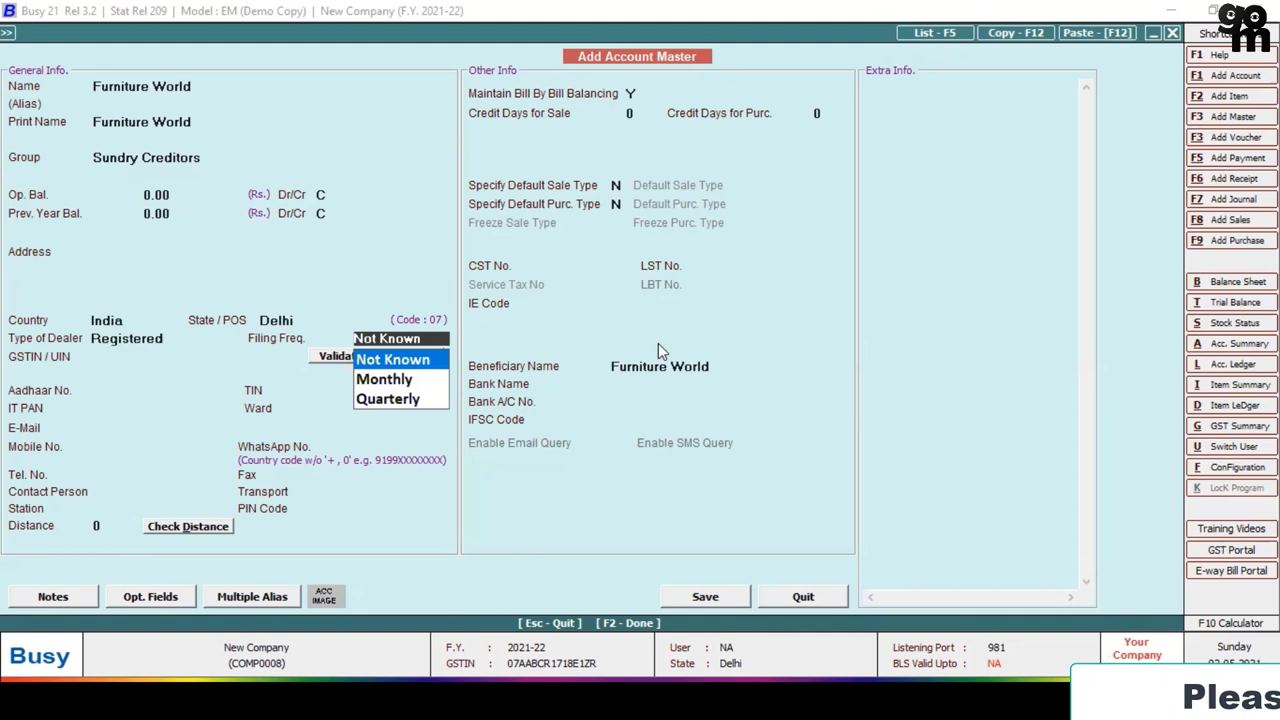 Busy 21 Rel 3.2 | Stat Rel 209 | Model : EM (Demo Copy) | New Company (F.Y. 2021-22)
gom
>>
List - F5
Copy - F12
Paste - [F12]
Add Account Master
General Info.
Name Furniture World
(Alias)
Print Name Furniture World
Group Sundry Creditors
Op. Bal. 0.00 (Rs.) Dr/Cr C
Prev. Year Bal. 0.00 (Rs.) Dr/Cr C
Address
Country India State / POS Delhi (Code : 07)
Type of Dealer Registered Filing Freq. Not Known
GSTIN / UIN
Not Known
Monthly
Quarterly
Aadhaar No. TIN
IT PAN Ward
E-Mail
Mobile No. WhatsApp No.
(Country code w/o '+ , 0' e.g. 9199XXXXXXXX)
Tel. No. Fax
Contact Person Transport
Station PIN Code
Distance 0 Check Distance
Other Info
Maintain Bill By Bill Balancing Y
Credit Days for Sale 0 Credit Days for Purc. 0
Specify Default Sale Type N Default Sale Type
Specify Default Purc. Type N Default Purc. Type
Freeze Sale Type Freeze Purc. Type
CST No. LST No.
Service Tax No LBT No.
IE Code
Beneficiary Name Furniture World
Bank Name
Bank A/C No.
IFSC Code
Enable Email Query Enable SMS Query
Extra Info.
Notes
Opt. Fields
Multiple Alias
ACC IMAGE
Save
Quit
[ Esc - Quit ] [ F2 - Done ]
F1 Help
F1 Add Account
F2 Add Item
F3 Add Master
F3 Add Voucher
F5 Add Payment
F6 Add Receipt
F7 Add Journal
F8 Add Sales
F9 Add Purchase
B Balance Sheet
T Trial Balance
S Stock Status
A Acc. Summary
L Acc. Ledger
I Item Summary
D Item LeDger
G GST Summary
U Switch User
F ConFiguration
K LocK Program
Training Videos
GST Portal
E-way Bill Portal
F10 Calculator
Busy
New Company
(COMP0008)
F.Y. : 2021-22
GSTIN : 07AABCR1718E1ZR
User : NA
State : Delhi
Listening Port : 981
BLS Valid Upto : NA
Your Company
Sunday